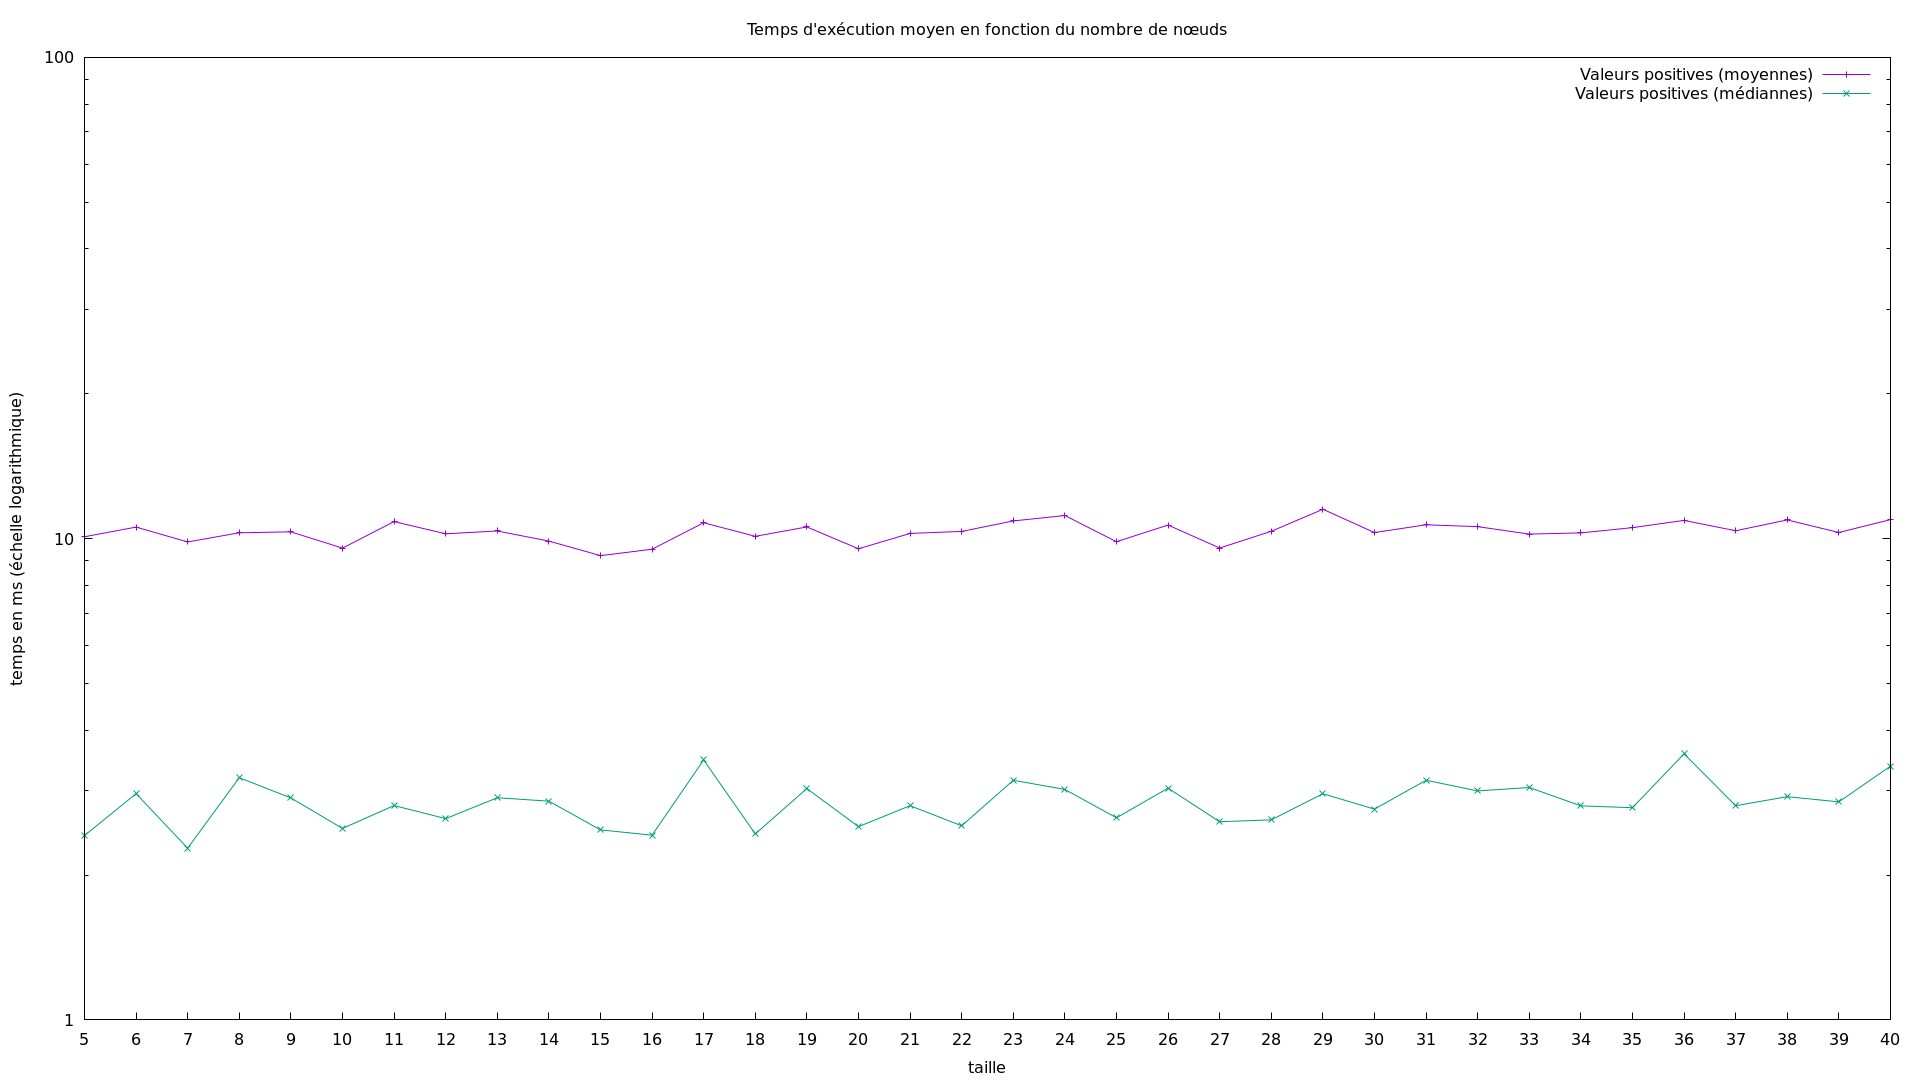 Temps d'exécution moyen en fonction du nombre de nœuds
100
Valeurs positives (moyennes)
Valeurs positives (médiannes)
temps en ms (échelle logarithmique)
10
1
5 6 7 8 9 10 11 12 13 14 15 16 17 18 19 20 21 22 23 24 25 26 27 28 29 30 31 32 33 34 35 36 37 38 39 40
taille